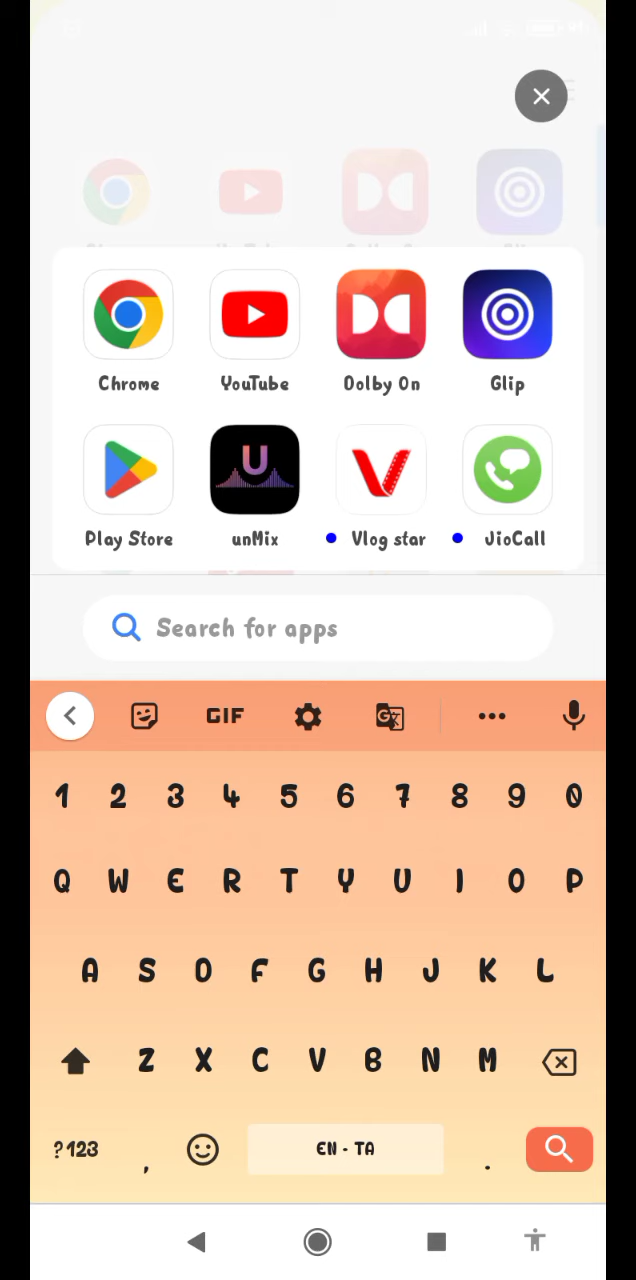 Chrome YouTube Dolby On Glip
Play Store unMix Vlog star JioCall
Search for apps
GIF
1 2 3 4 5 6 7 8 9 0
Q W E R T Y U I O P
A S D F G H J K L
Z X C V B N M
?123 , EN - TA .